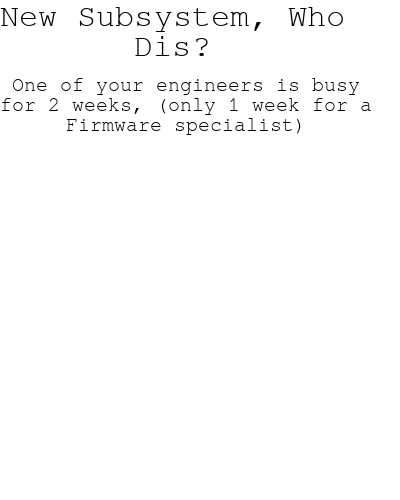 New Subsystem, Who
Dis?
One of your engineers is busy
for 2 weeks, (only 1 week for a
Firmware specialist)